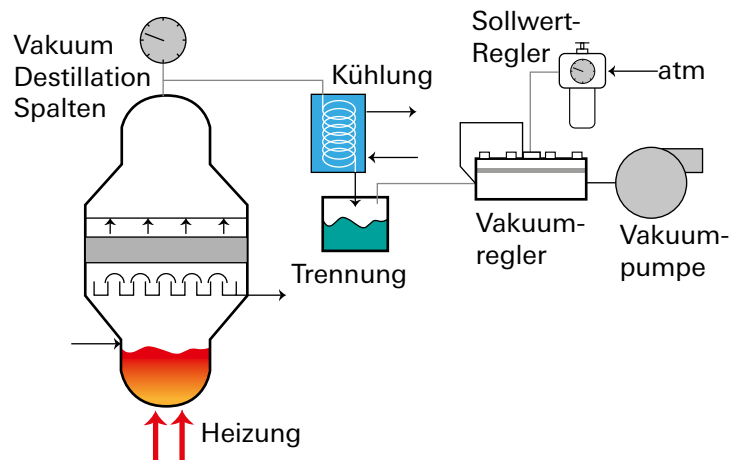 Vakuum
Destillation
Spalten
Kühlung
Sollwert-
Regler
atm
Trennung
Vakuum-
regler
Vakuum-
pumpe
Heizung